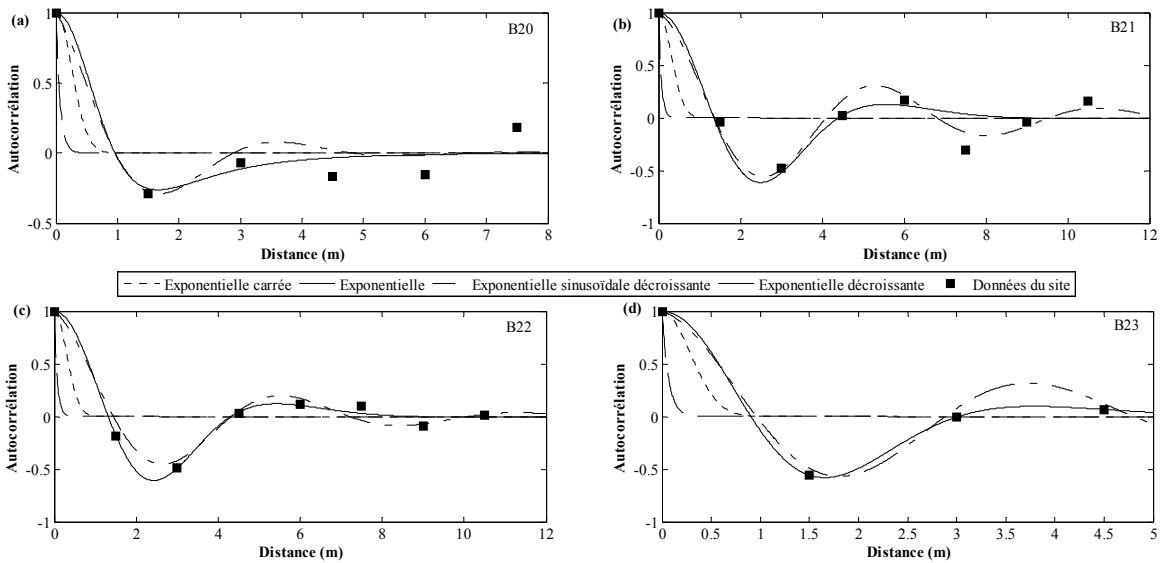 (a)
B20
Autocorrélation
1
0.5
0
-0.5
0 1 2 3 4 5 6 7 8
Distance (m)
(b)
B21
Autocorrélation
1
0.5
0
-0.5
-1
0 2 4 6 8 10 12
Distance (m)
Exponentielle carrée Exponentielle Exponentielle sinusoïdale décroissante Exponentielle décroissante Données du site
(c)
B22
Autocorrélation
1
0.5
0
-0.5
-1
0 2 4 6 8 10 12
Distance (m)
(d)
B23
Autocorrélation
1
0.5
0
-0.5
-1
0 0.5 1 1.5 2 2.5 3 3.5 4 4.5 5
Distance (m)